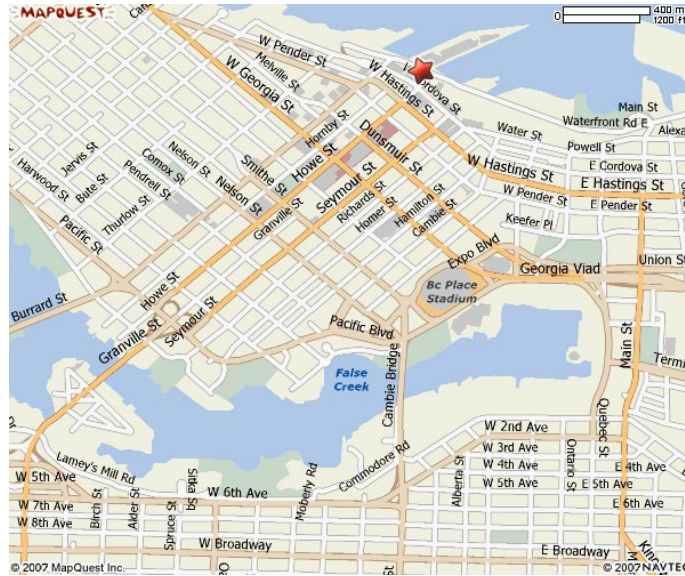 MAPQUEST
0
400 m
1200 ft
W Pender St
W Georgia St
Melville St
W Hastings St
W Cordova St
Main St
Waterfront Rd E
Water St
Powell St
Hornby St
Howe St
Dunsmuir St
W Hastings St
E Cordova St
E Hastings St
Jervis St
Nelson St
Comox St
Smithe St
Harwood St
Bute St
Pendrell St
Nelson St
Seymour St
Richards St
Hamilton St
W Pender St
E Pender St
Thurlow St
Granville St
Homer St
Cambie St
Keefer Pl
Pacific St
Expo Blvd
Georgia Viad
Union St
Bc Place
Stadium
Burrard St
Howe St
Seymour St
Pacific Blvd
Granville St
Main St
False
Creek
Cambie Bridge
Quebec St
W 2nd Ave
Lamey's Mill Rd
Commodore Rd
W 3rd Ave
W 4th Ave
E 4th Ave
W 5th Ave
Sitka Sq
Moberly Rd
Alberta St
W 5th Ave
Ontario St
E 5th Ave
W 6th Ave
E 6th Ave
W 7th Ave
Birch St
Alder St
Spruce St
W 8th Ave
W Broadway
E Broadway
© 2007 MapQuest Inc.